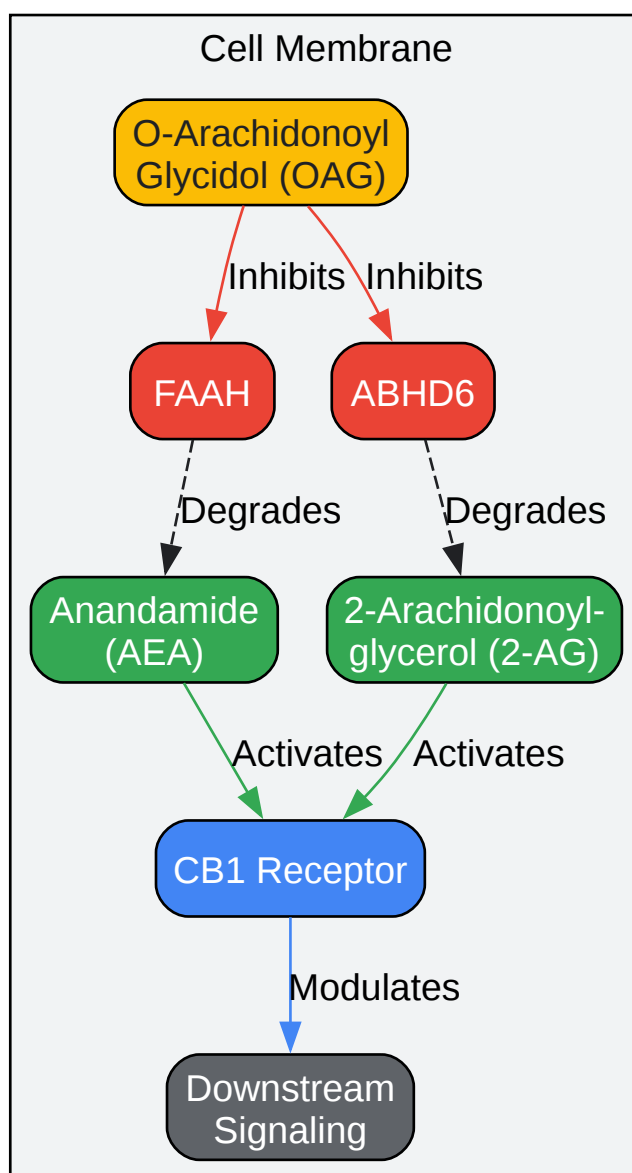 Cell Membrane
O-Arachidonoyl
Glycidol (OAG)
Inhibits
Inhibits
FAAH
ABHD6
Degrades
Degrades
Anandamide
(AEA)
2-Arachidonoyl-
glycerol (2-AG)
Activates
Activates
CB1 Receptor
Modulates
Downstream
Signaling